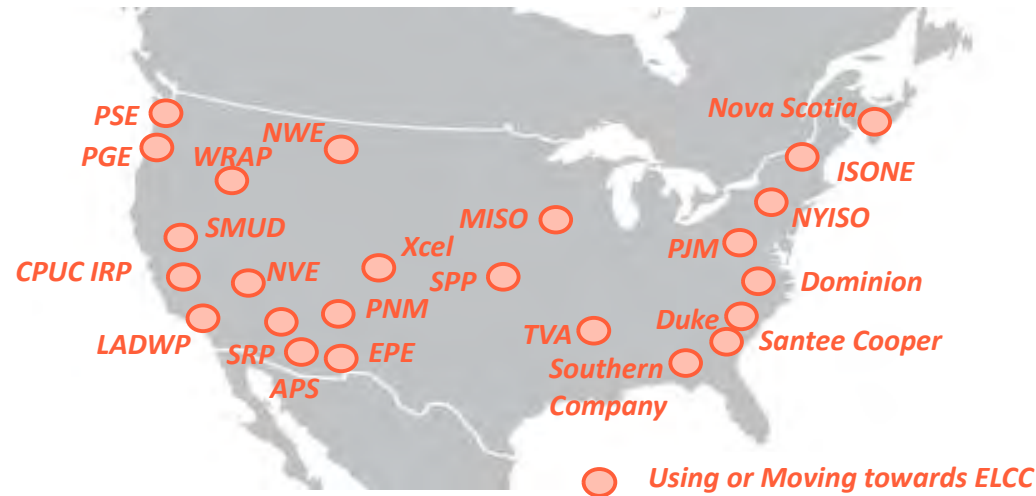 PSE
Nova Scotia
NWE
PGE
WRAP
ISONE
NYISO
MISO
SMUD
Xcel
PJM
CPUC IRP
NVE
SPP
Dominion
PNM
Duke
LADWP
TVA
Santee Cooper
SRP
EPE
Southern
Company
APS
Using or Moving towards ELCC